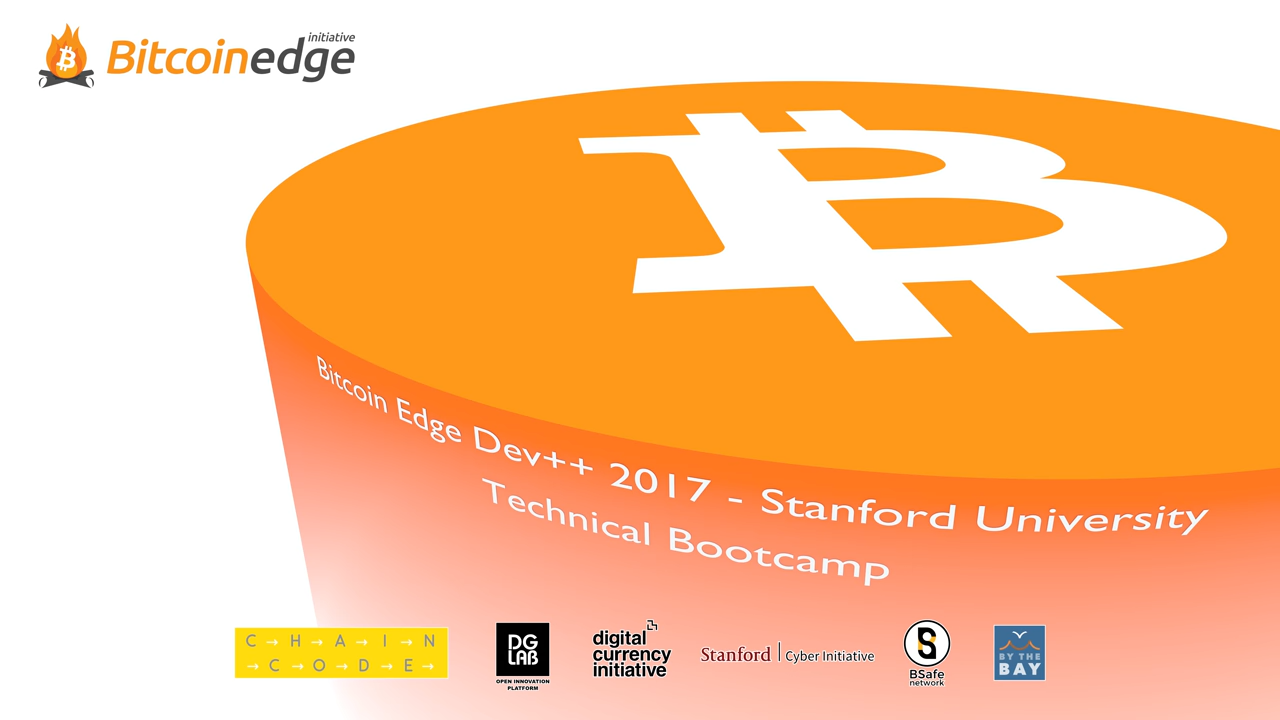 initiative
Bitcoinedge
Bitcoin Edge Dev++ 2017 - Stanford University
Technical Bootcamp
C→H→A→I→N
→C→O→D→E→
DG
LAB
OPEN INNOVATION
PLATFORM
digital
currency
initiative
Stanford | Cyber Initiative
BSafe
network
BY THE
BAY